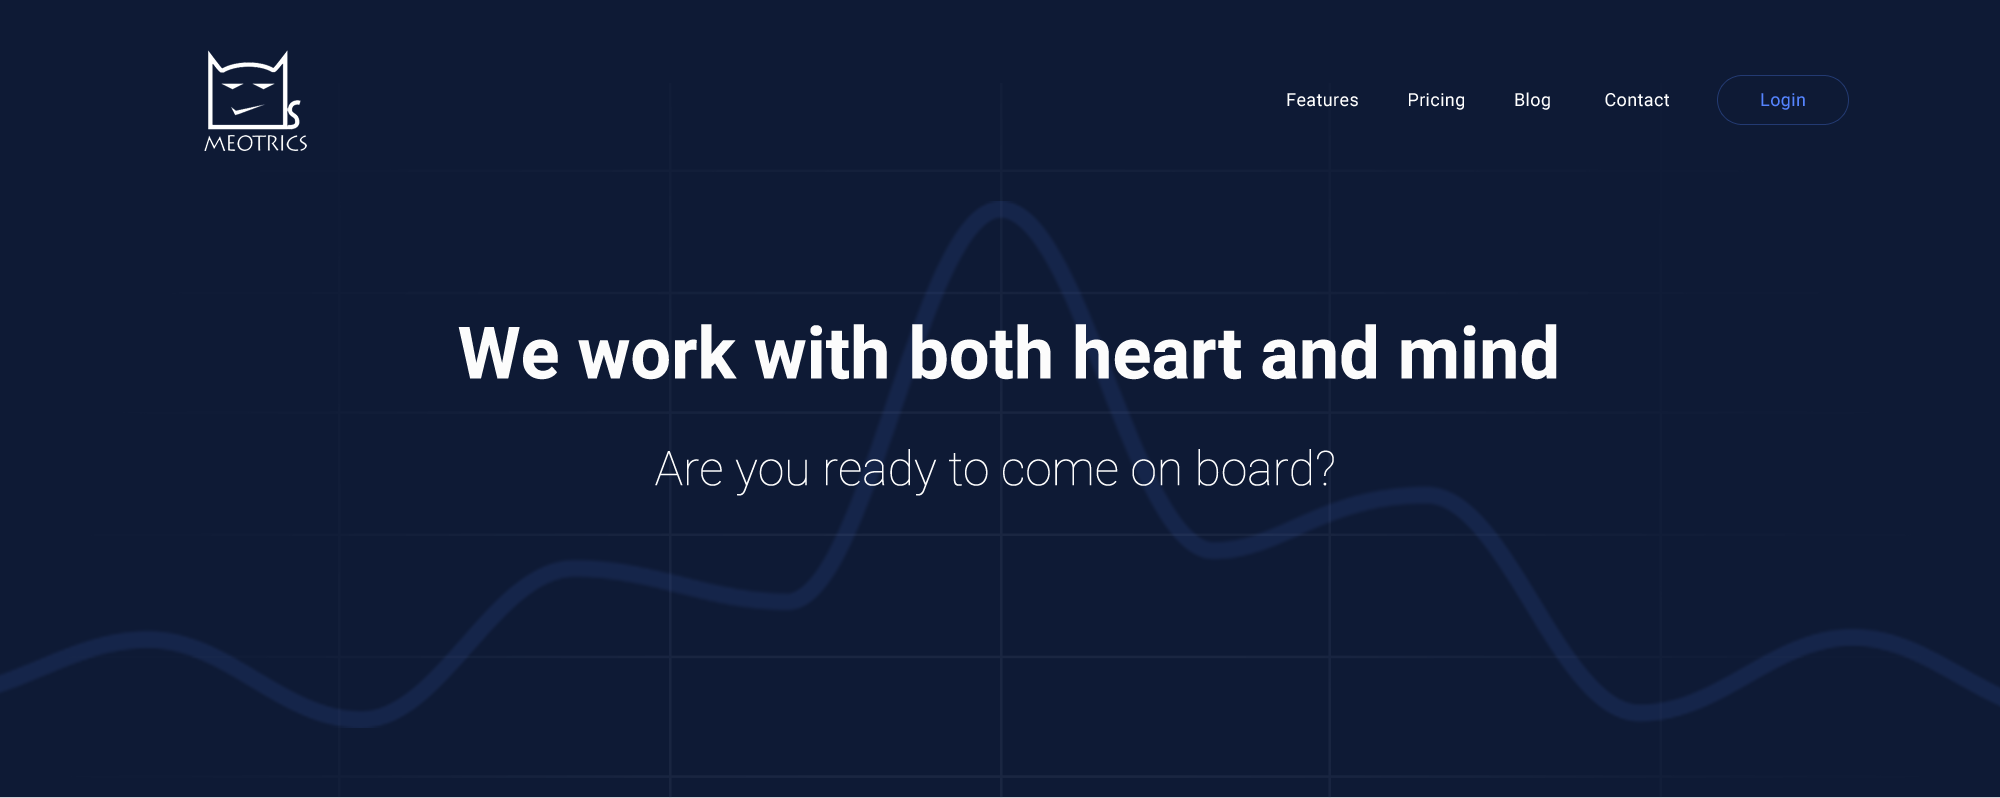 MEOTRICS
Features Pricing Blog Contact Login
We work with both heart and mind
Are you ready to come on board?